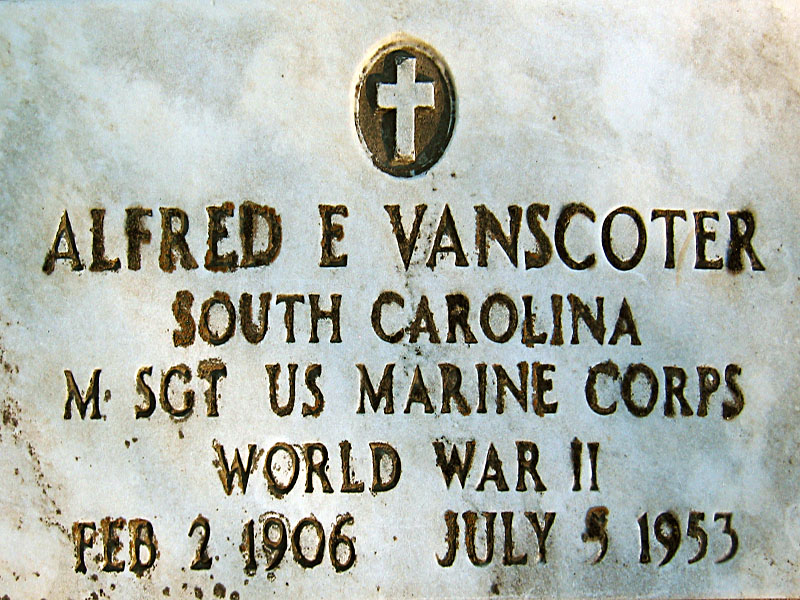 ALFRED E VANSCOTER
SOUTH CAROLINA
M SGT US MARINE CORPS
WORLD WAR II
FEB 2 1906 JULY 5 1953